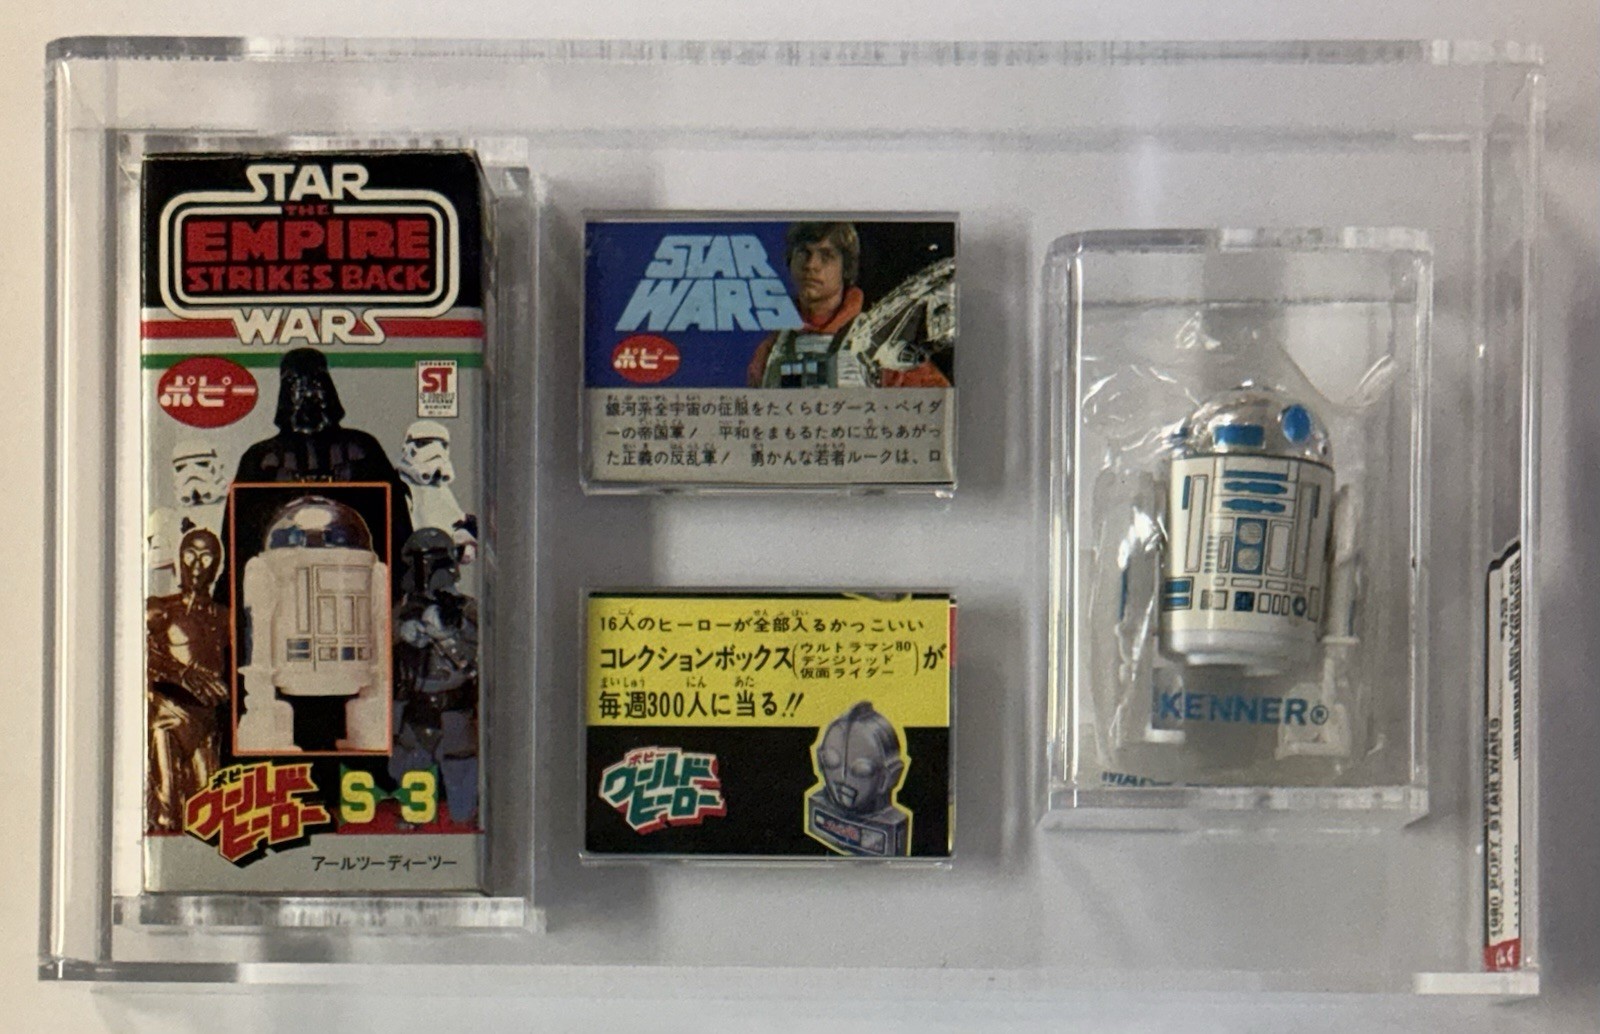 STAR
THE
EMPIRE
STRIKES BACK
WARS
ポピー
ST
ポピー
ワールド
ヒーロー
S-3
アールツーディーツー
STAR
WARS
ポピー
銀河系全宇宙の征服をたくらむダース・ベイダ
ーの帝国軍! 平和をまもるために立ちあがっ
た正義の反乱軍! 勇かんな若者ルークは、ロ
16人のヒーローが全部入るかっこいい
コレクションボックス(ウルトラマン80
デンジレッド
仮面ライダー)が
毎週300人に当る!!
ポピー
ワールド
ヒーロー
KENNER®
1980 POPY STAR WARS